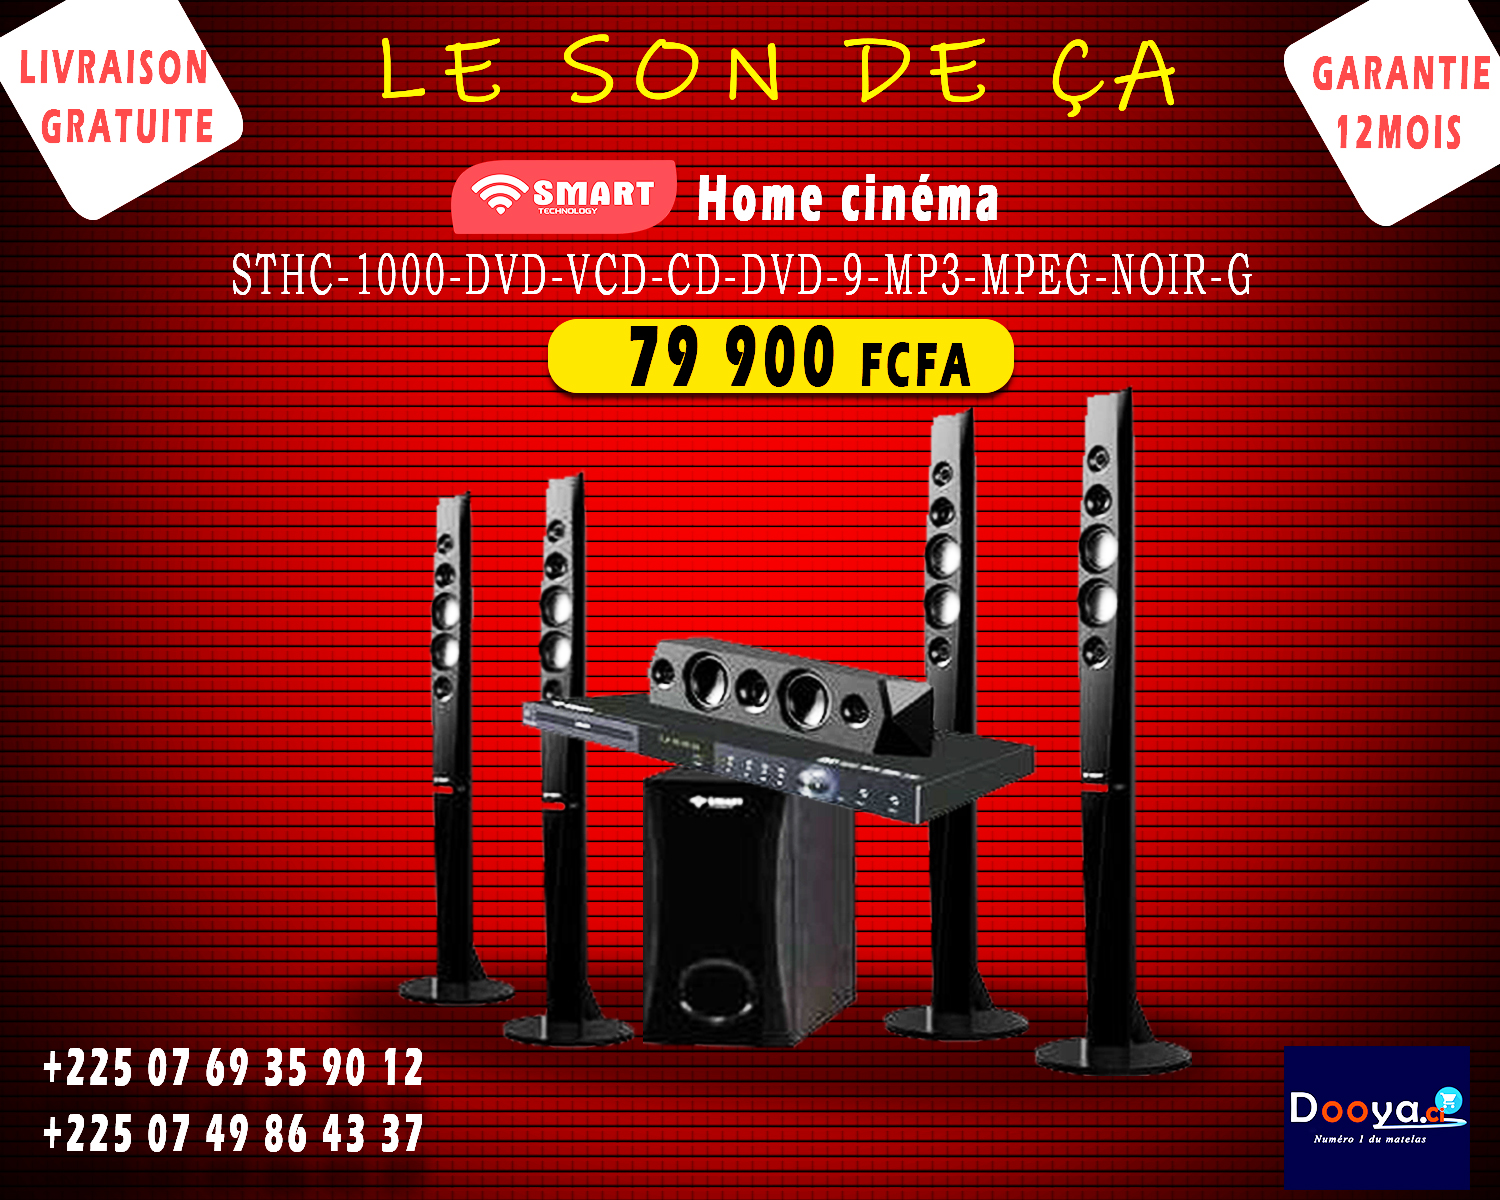 LIVRAISON
GRATUITE
LE SON DE ÇA
GARANTIE
12MOIS
SMART
TECHNOLOGY
Home cinéma
STHC-1000-DVD-VCD-CD-DVD-9-MP3-MPEG-NOIR-G
79 900 FCFA
SMART
+225 07 69 35 90 12
+225 07 49 86 43 37
Dooya.ci
Numéro 1 du matelas